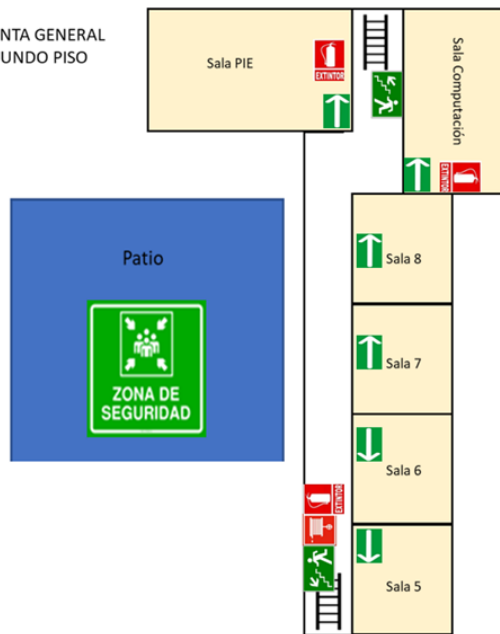 NTA GENERAL
UNDO PISO
Sala PIE
EXTINTOR
Sala Computación
EXTINTOR
Patio
ZONA DE
SEGURIDAD
Sala 8
Sala 7
Sala 6
EXTINTOR
Sala 5